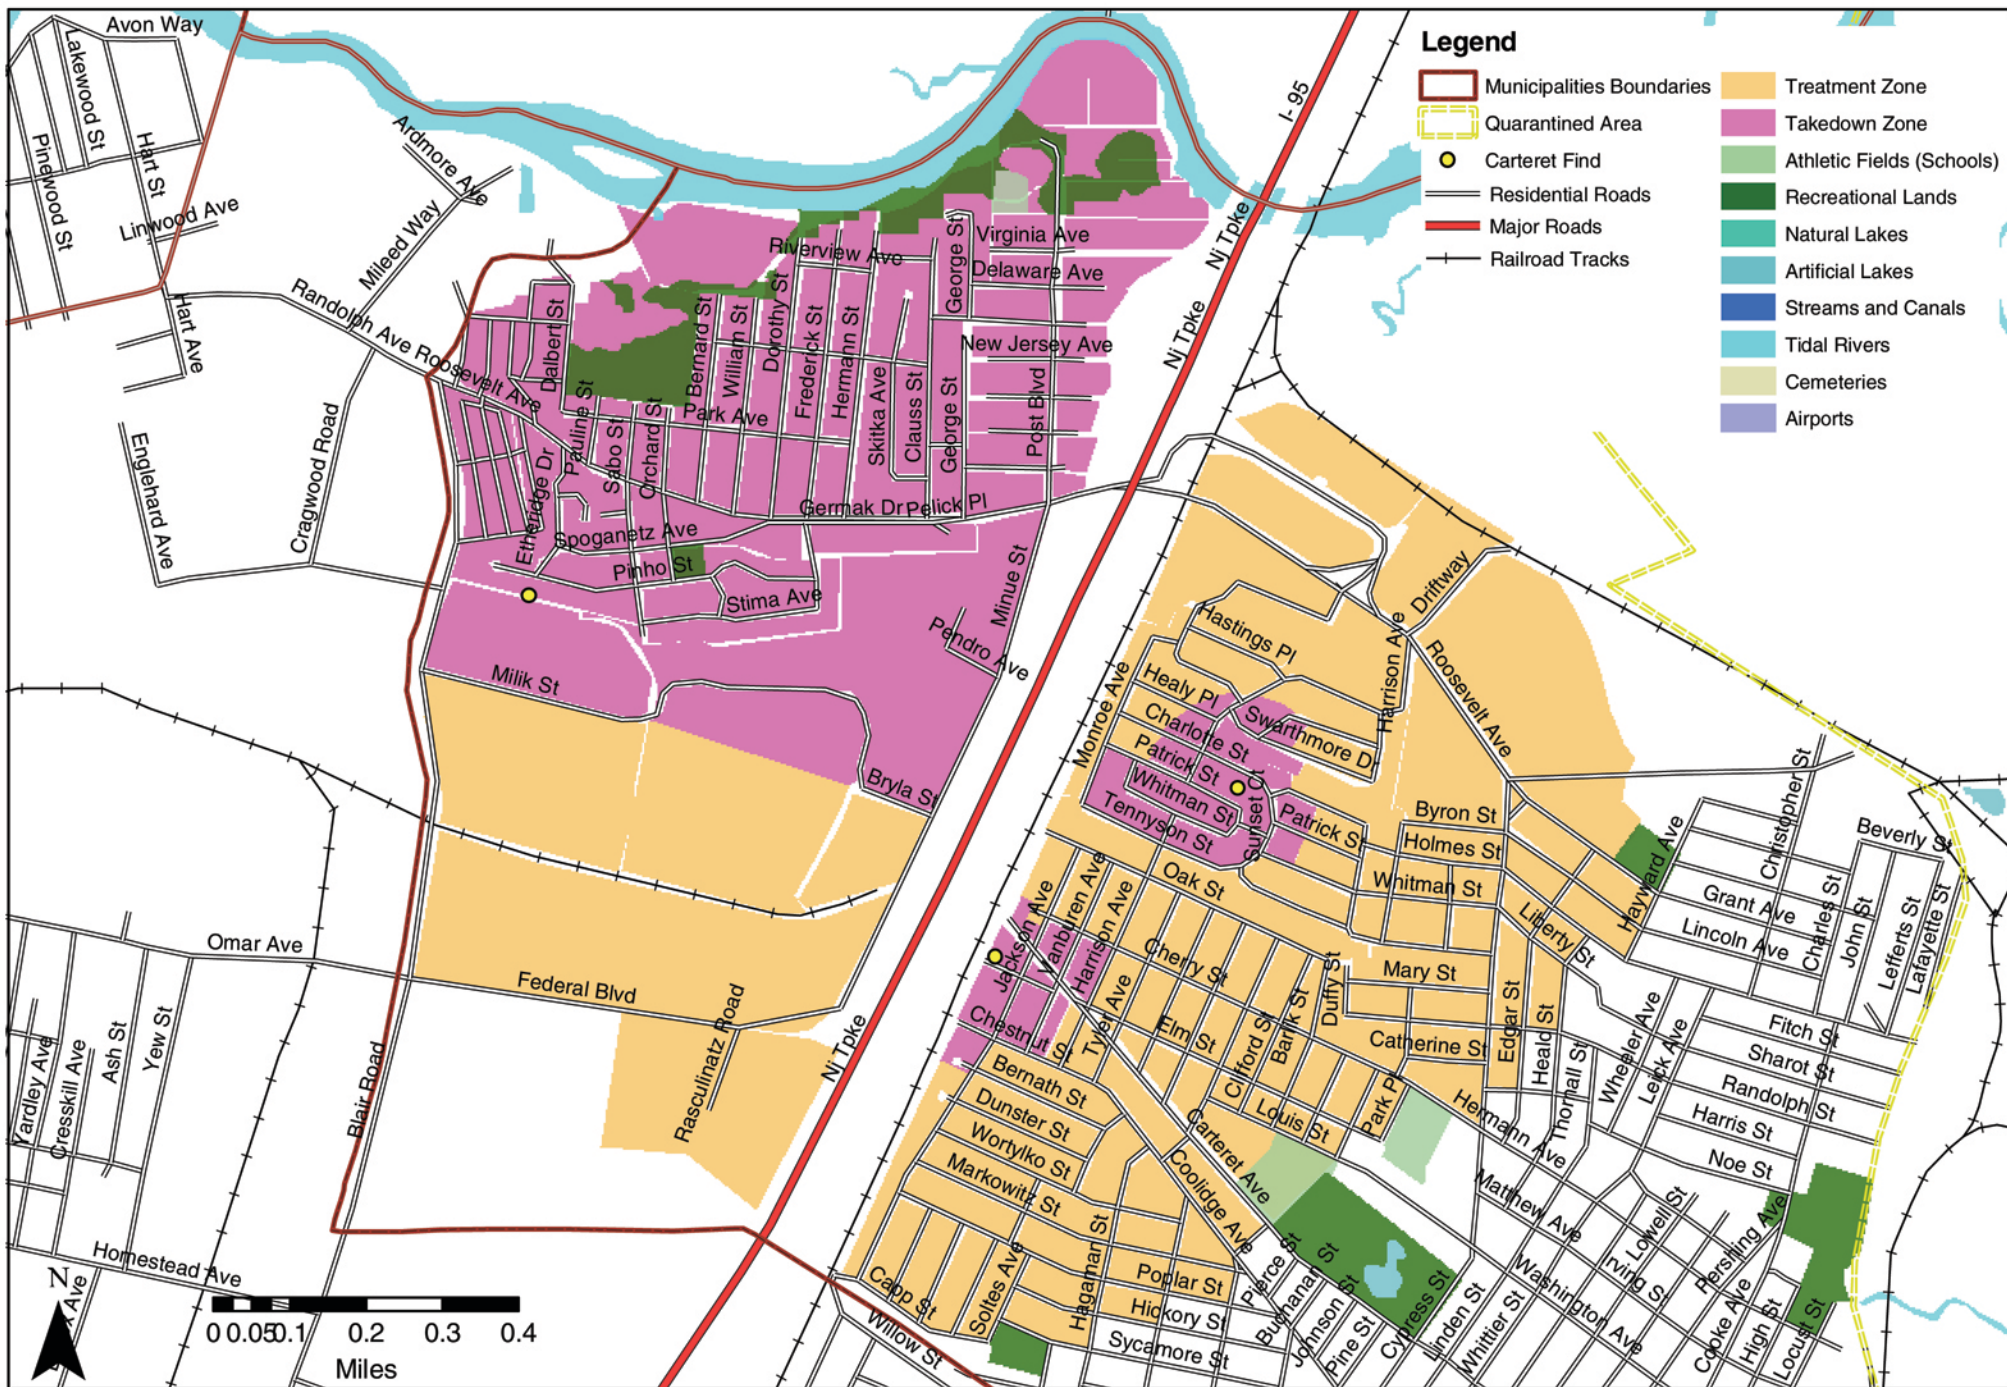 Avon Way
Lakewood St
Pinewood St
Hart St
Linwood Ave
Ardmore Ave
Mileed Way
Hart Ave
Randolph Ave
Roosevelt Ave
Englehard Ave
Cragwood Road
I- 95
Nj Tpke
Nj Tpke
Legend
Municipalities Boundaries
Quarantined Area
Carteret Find
Residential Roads
Major Roads
Railroad Tracks
Treatment Zone
Takedown Zone
Athletic Fields (Schools)
Recreational Lands
Natural Lakes
Artificial Lakes
Streams and Canals
Tidal Rivers
Cemeteries
Airports
Riverview Ave
George St
Virginia Ave
Delaware Ave
New Jersey Ave
Dalbert St
Bernard St
William St
Dorothy St
Frederick St
Hermann St
Skitka Ave
Clauss St
George St
Post Blvd
Pauline St
Sabo St
Orchard St
Park Ave
Etheridge Dr
Germak Dr
Pelick Pl
Spoganetz Ave
Pinho St
Stima Ave
Minue St
Pendro Ave
Milik St
Bryla St
Driftway
Hastings Pl
Harrison Ave
Roosevelt Ave
Monroe Ave
Healy Pl
Charlotte St
Swarthmore Dr
Patrick St
Whitman St
Tennyson St
Sunset Ct
Patrick St
Byron St
Holmes St
Whitman St
Liberty St
Hayward Ave
Christopher St
Beverly St
Grant Ave
Lincoln Ave
Charles St
John St
Lefferts St
Lafayette St
Oak St
Jackson Ave
Vanburen Ave
Harrison Ave
Cherry St
Mary St
Duffy St
Tyler Ave
Chestnut St
Elm St
Clifford St
Barlik St
Catherine St
Edgar St
Heald St
Thornall St
Wheeler Ave
Leick Ave
Fitch St
Sharot St
Randolph St
Harris St
Noe St
Omar Ave
Federal Blvd
Rasculinatz Road
Nj Tpke
Blair Road
Yardley Ave
Cresskill Ave
Ash St
Yew St
Homestead Ave
Bernath St
Dunster St
Wortylko St
Markowitz St
Louis St
Park Pl
Hermann Ave
Carteret Ave
Coolidge Ave
Matthew Ave
Lowell St
Irving St
Pershing Ave
Washington Ave
Capp St
Soltes Ave
Hagaman St
Poplar St
Hickory St
Sycamore St
Pierce St
Buchanan St
Johnson St
Pine St
Cypress St
Linden St
Whittier St
Cooke Ave
High St
Locust St
Willow St
N
0 0.05 0.1 0.2 0.3 0.4
Miles